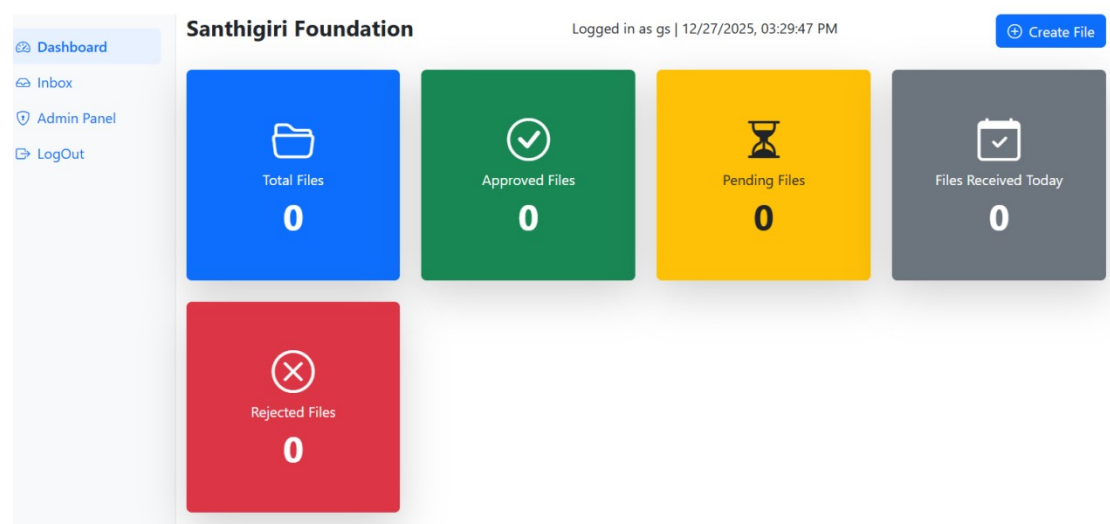 Santhigiri Foundation
Logged in as gs | 12/27/2025, 03:29:47 PM
Create File
Dashboard
Inbox
Admin Panel
LogOut
Total Files
0
Approved Files
0
Pending Files
0
Files Received Today
0
Rejected Files
0